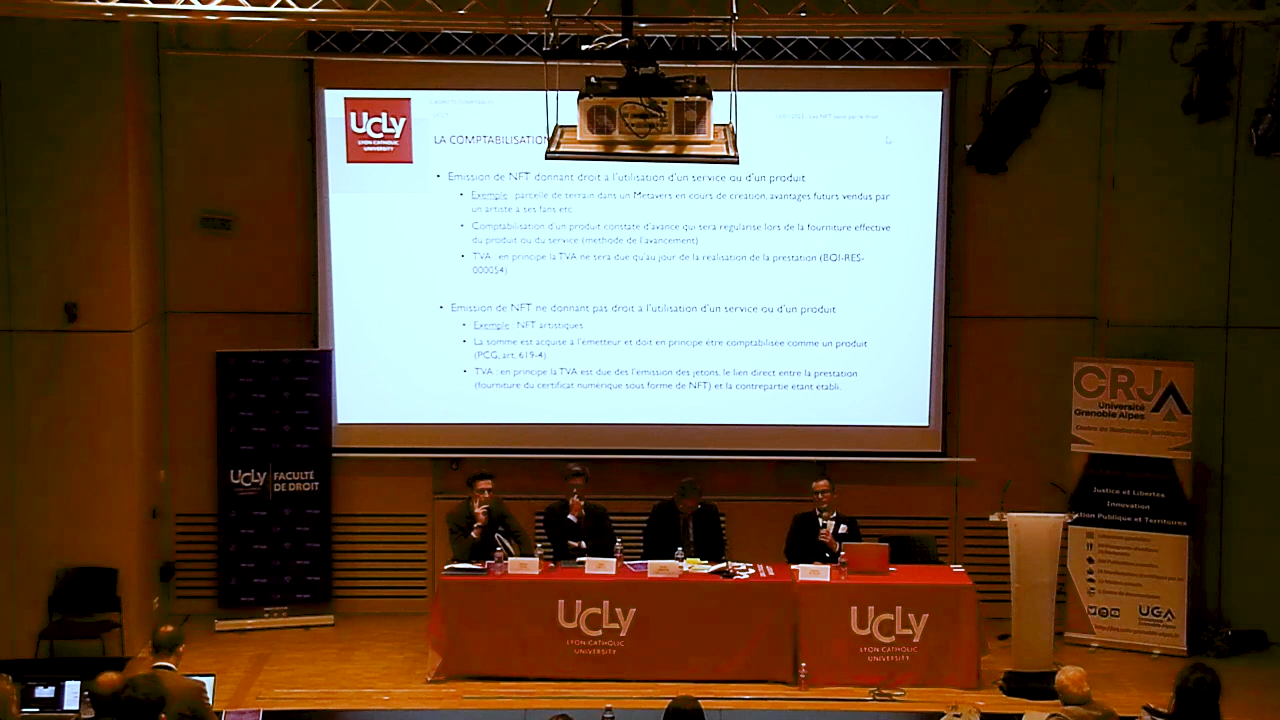 UCLy
LYON CATHOLIC
UNIVERSITY
LA COMPTABILISATION
• Emission de NFT donnant droit à l'utilisation d'un service ou d'un produit
• Exemple : parcelle de terrain dans un Metavers en cours de création, avantages futurs vendus par
un artiste à ses fans etc
• Comptabilisation d'un produit constaté d'avance qui sera régularisé lors de la fourniture effective
du produit ou du service (méthode de l'avancement)
• TVA : en principe la TVA ne sera due qu'au jour de la réalisation de la prestation (BOI-RES-
000054)
• Emission de NFT ne donnant pas droit à l'utilisation d'un service ou d'un produit
• Exemple : NFT artistiques
• La somme est acquise à l'émetteur et doit en principe être comptabilisée comme un produit
(PCG, art. 619-4)
• TVA : en principe la TVA est due dès l'émission des jetons, le lien direct entre la prestation
(fourniture du certificat numérique sous forme de NFT) et la contrepartie étant établi.
UCLy FACULTÉ
DE DROIT
CRJ
Université
Grenoble Alpes
Centre de Recherches Juridiques
Justice et Libertés
Innovation
Action Publique et Territoires
UGA
UCLy
LYON CATHOLIC
UNIVERSITY
UCLy
LYON CATHOLIC
UNIVERSITY